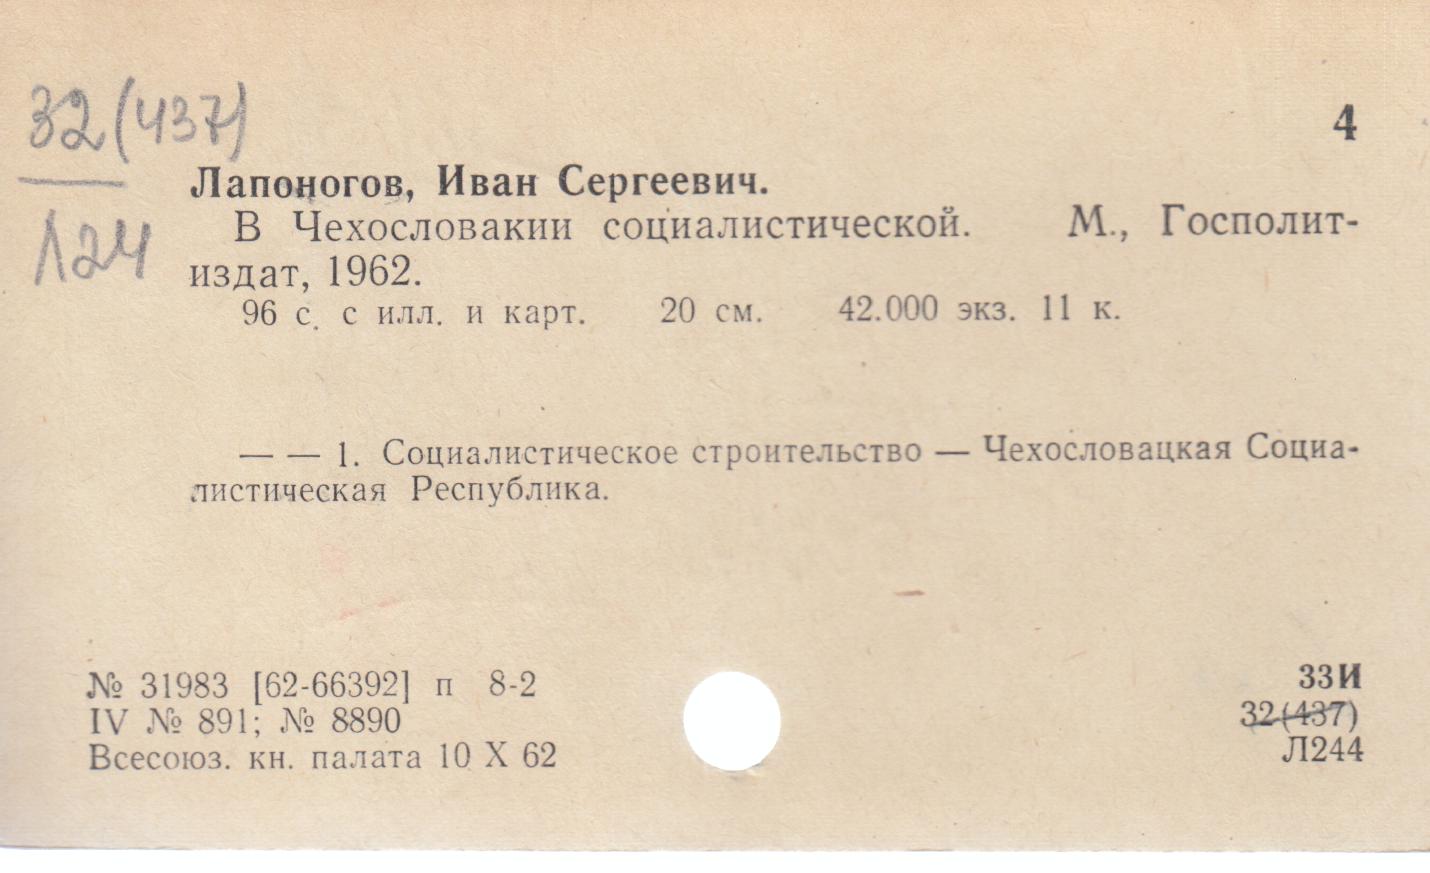 32(437)
4
Лапоногов, Иван Сергеевич.
Л24
В Чехословакии социалистической. М., Госполит-
издат, 1962.
96 с. с илл. и карт. 20 см. 42.000 экз. 11 к.
— — 1. Социалистическое строительство — Чехословацкая Социа-
листическая Республика.
№ 31983 [62-66392] п 8-2
33И
IV № 891; № 8890
32(437)
Всесоюз. кн. палата 10 X 62
Л244